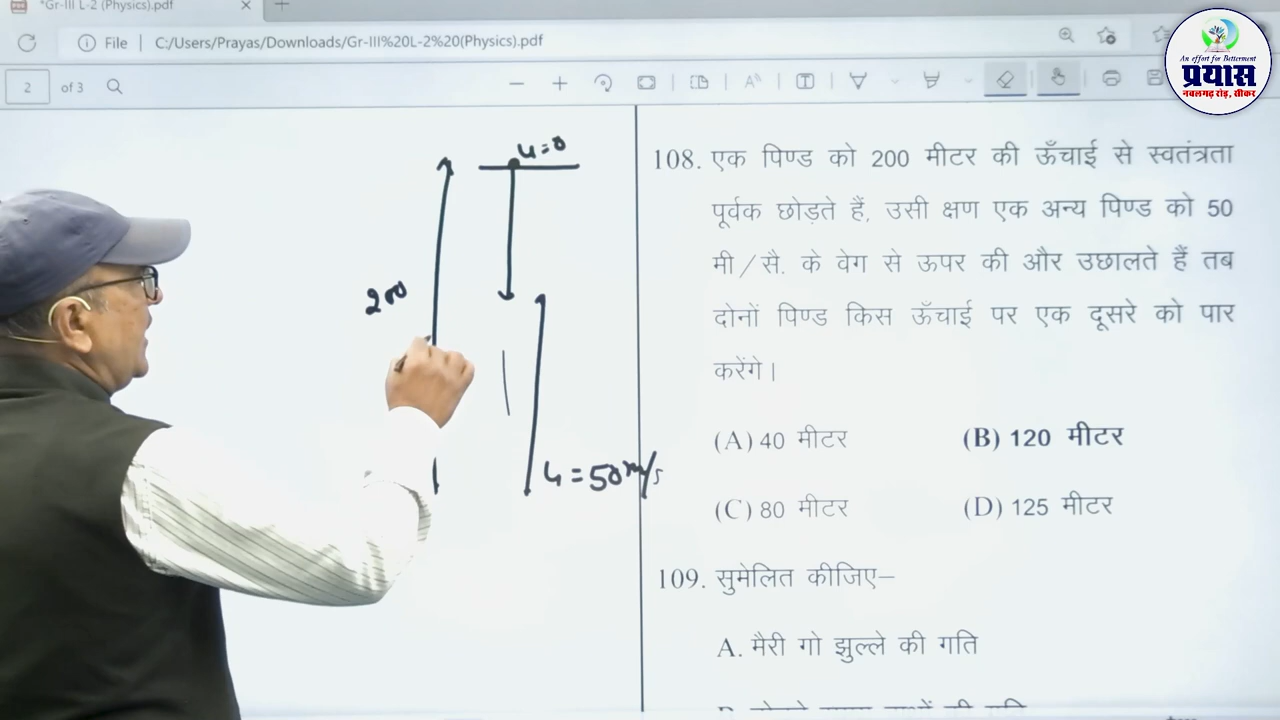 *Gr-III L-2 (Physics).pdf
File | C:/Users/Prayas/Downloads/Gr-III%20L-2%20(Physics).pdf
2 of 3
An effort for Betterment
प्रयास
नवलगढ़ रोड़, सीकर
u=0
200
u=50m/s
108. एक पिण्ड को 200 मीटर की ऊँचाई से स्वतंत्रता
पूर्वक छोड़ते हैं, उसी क्षण एक अन्य पिण्ड को 50
मी/सै. के वेग से ऊपर की और उछालते हैं तब
दोनों पिण्ड किस ऊँचाई पर एक दूसरे को पार
करेंगे।
(A) 40 मीटर (B) 120 मीटर
(C) 80 मीटर (D) 125 मीटर
109. सुमेलित कीजिए–
A. मैरी गो झुल्ले की गति